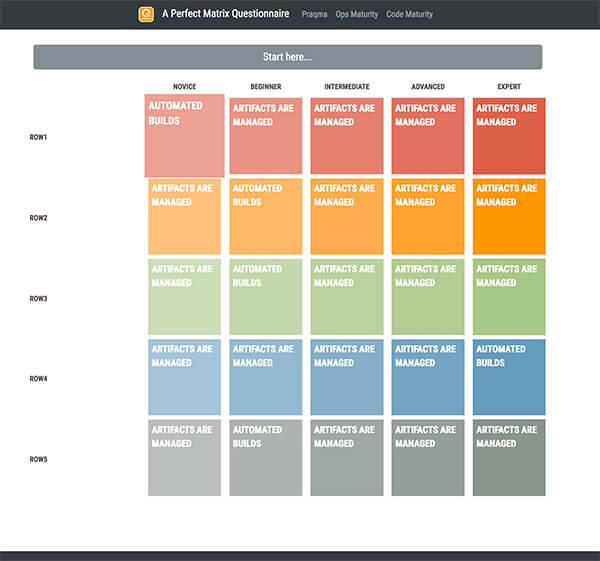 A Perfect Matrix Questionnaire Praqma Ops Maturity Code Maturity
Start here...
NOVICE BEGINNER INTERMEDIATE ADVANCED EXPERT
ROW1
AUTOMATED BUILDS
ARTIFACTS ARE MANAGED
ARTIFACTS ARE MANAGED
ARTIFACTS ARE MANAGED
ARTIFACTS ARE MANAGED
ROW2
ARTIFACTS ARE MANAGED
AUTOMATED BUILDS
ARTIFACTS ARE MANAGED
ARTIFACTS ARE MANAGED
ARTIFACTS ARE MANAGED
ROW3
ARTIFACTS ARE MANAGED
AUTOMATED BUILDS
ARTIFACTS ARE MANAGED
ARTIFACTS ARE MANAGED
ARTIFACTS ARE MANAGED
ROW4
ARTIFACTS ARE MANAGED
ARTIFACTS ARE MANAGED
ARTIFACTS ARE MANAGED
ARTIFACTS ARE MANAGED
AUTOMATED BUILDS
ROW5
ARTIFACTS ARE MANAGED
AUTOMATED BUILDS
ARTIFACTS ARE MANAGED
ARTIFACTS ARE MANAGED
ARTIFACTS ARE MANAGED